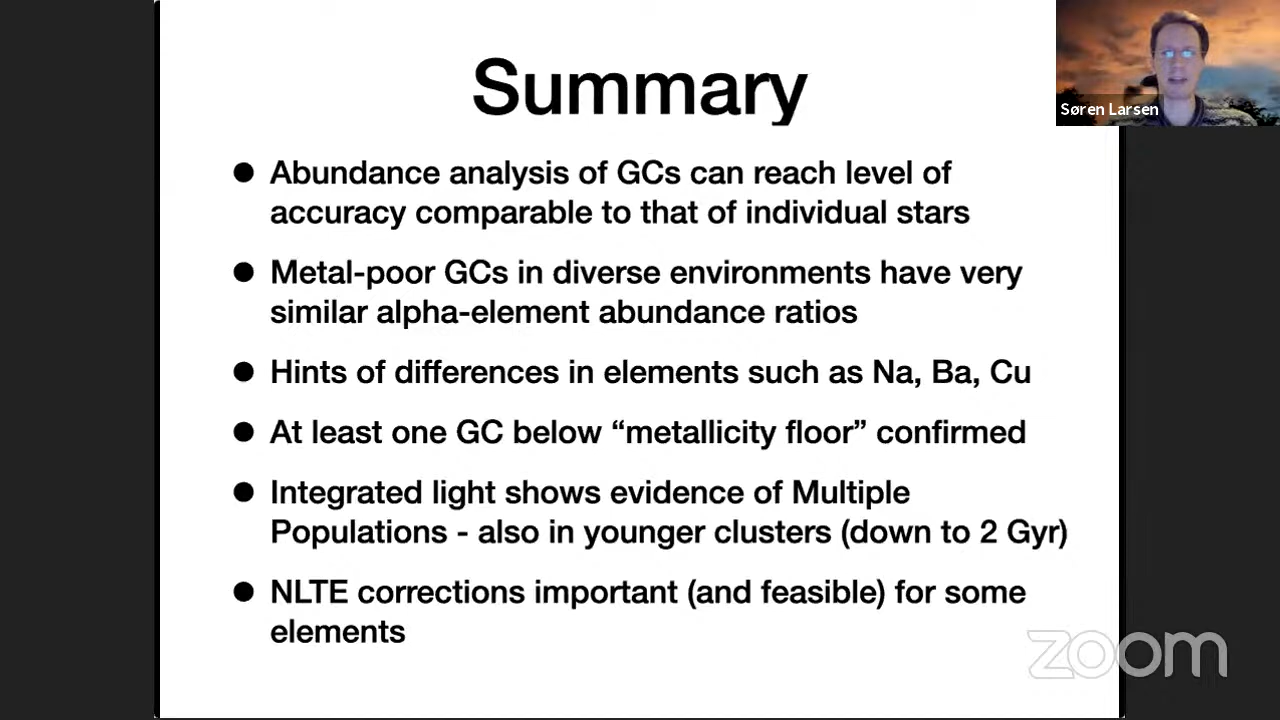 Summary
Søren Larsen
● Abundance analysis of GCs can reach level of
accuracy comparable to that of individual stars
● Metal-poor GCs in diverse environments have very
similar alpha-element abundance ratios
● Hints of differences in elements such as Na, Ba, Cu
● At least one GC below “metallicity floor” confirmed
● Integrated light shows evidence of Multiple
Populations - also in younger clusters (down to 2 Gyr)
● NLTE corrections important (and feasible) for some
elements
zoom